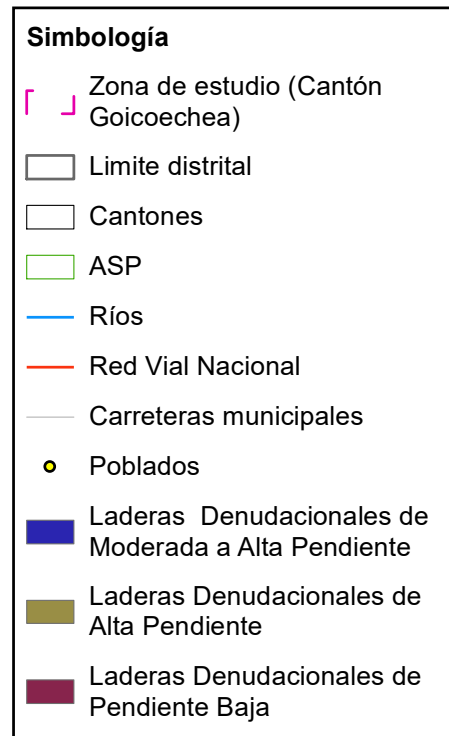 Simbología
Zona de estudio (Cantón
Goicoechea)
Limite distrital
Cantones
ASP
Ríos
Red Vial Nacional
Carreteras municipales
Poblados
Laderas  Denudacionales de
Moderada a Alta Pendiente
Laderas Denudacionales de
Alta Pendiente
Laderas Denudacionales de
Pendiente Baja